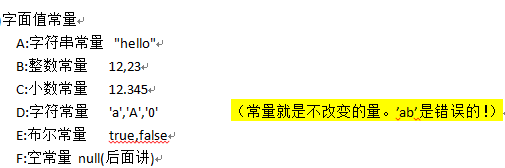 字面值常量
A:字符串常量 "hello"
B:整数常量 12,23
C:小数常量 12.345
D:字符常量 'a','A','0' （常量就是不改变的量。'ab'是错误的!）
E:布尔常量 true,false
F:空常量 null(后面讲)